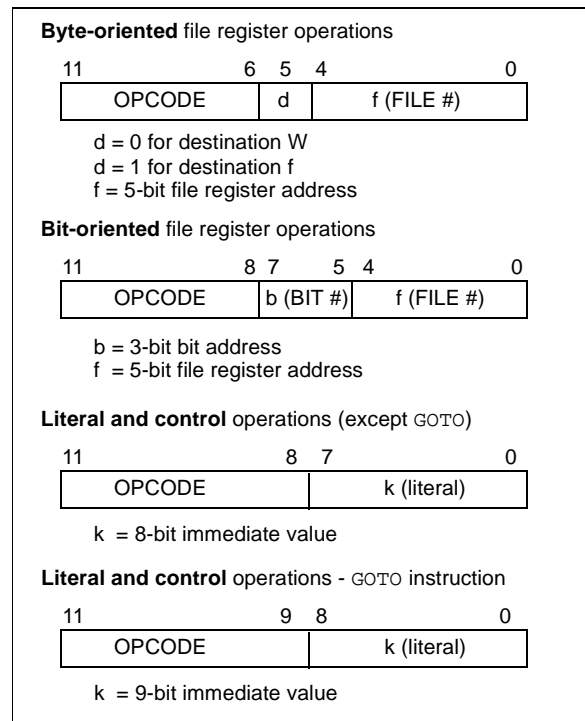 Byte-oriented file register operations
11 6 5 4 0
OPCODE d f (FILE #)
d = 0 for destination W
d = 1 for destination f
f = 5-bit file register address
Bit-oriented file register operations
11 8 7 5 4 0
OPCODE b (BIT #) f (FILE #)
b = 3-bit bit address
f = 5-bit file register address
Literal and control operations (except GOTO)
11 8 7 0
OPCODE k (literal)
k = 8-bit immediate value
Literal and control operations - GOTO instruction
11 9 8 0
OPCODE k (literal)
k = 9-bit immediate value